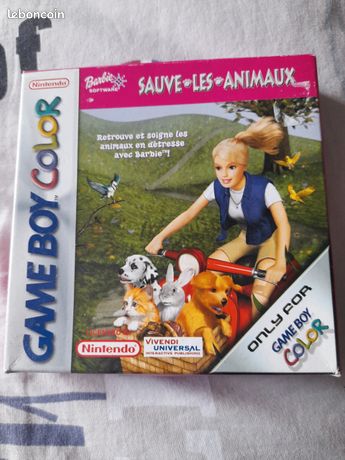 leboncoin
of
Nintendo
Barbie
SOFTWARE
SAUVE•LES•ANIMAUX
Retrouve et soigne les
animaux en détresse
avec Barbie™!
GAME BOY COLOR
Nintendo
VIVENDI
UNIVERSAL
INTERACTIVE PUBLISHING
ONLY FOR
GAME BOY
COLOR